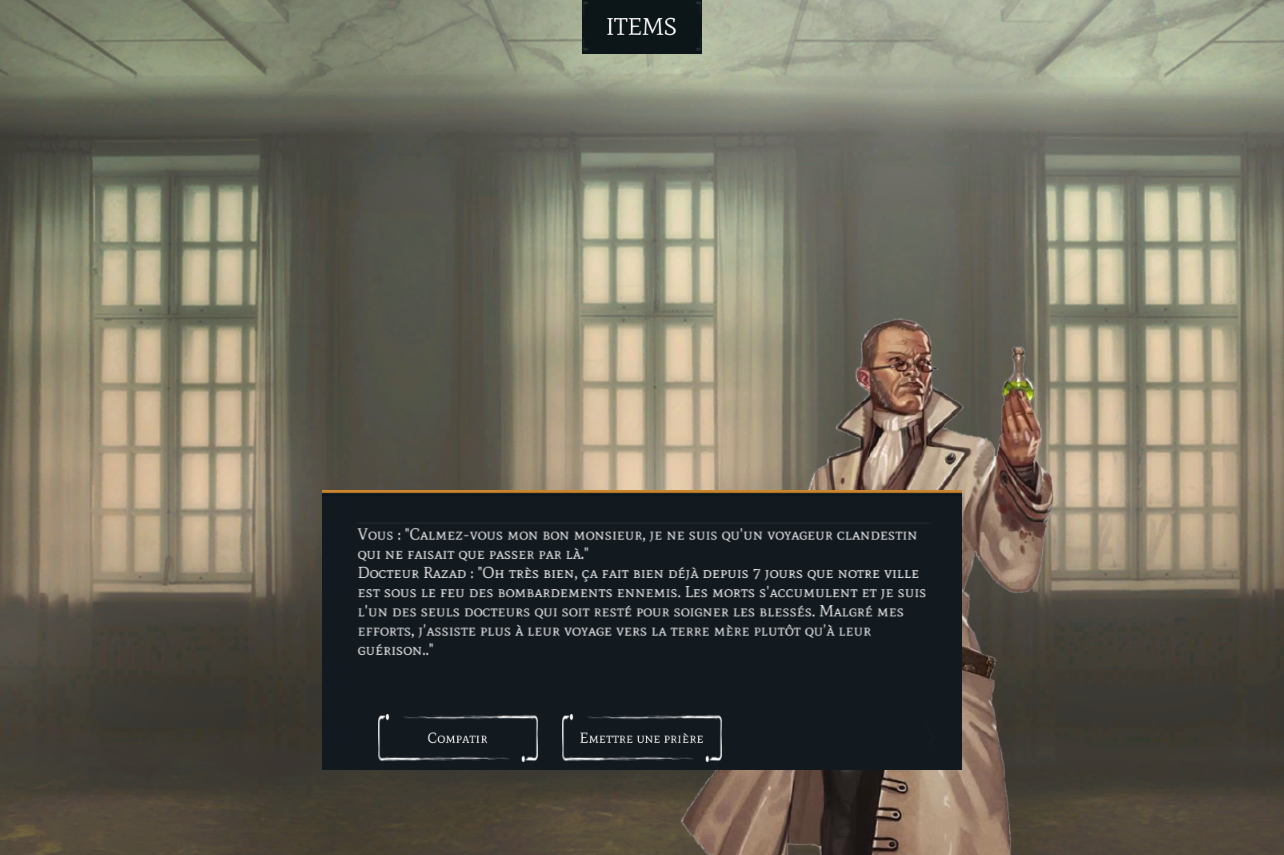 ITEMS
Vous : "Calmez-vous mon bon monsieur, je ne suis qu'un voyageur clandestin
qui ne faisait que passer par là."
Docteur Razad : "Oh très bien, ça fait bien déjà depuis 7 jours que notre ville
est sous le feu des bombardements ennemis. Les morts s'accumulent et je suis
l'un des seuls docteurs qui soit resté pour soigner les blessés. Malgré mes
efforts, j'assiste plus à leur voyage vers la terre mère plutôt qu'à leur
guérison.."
Compatir
Emettre une prière